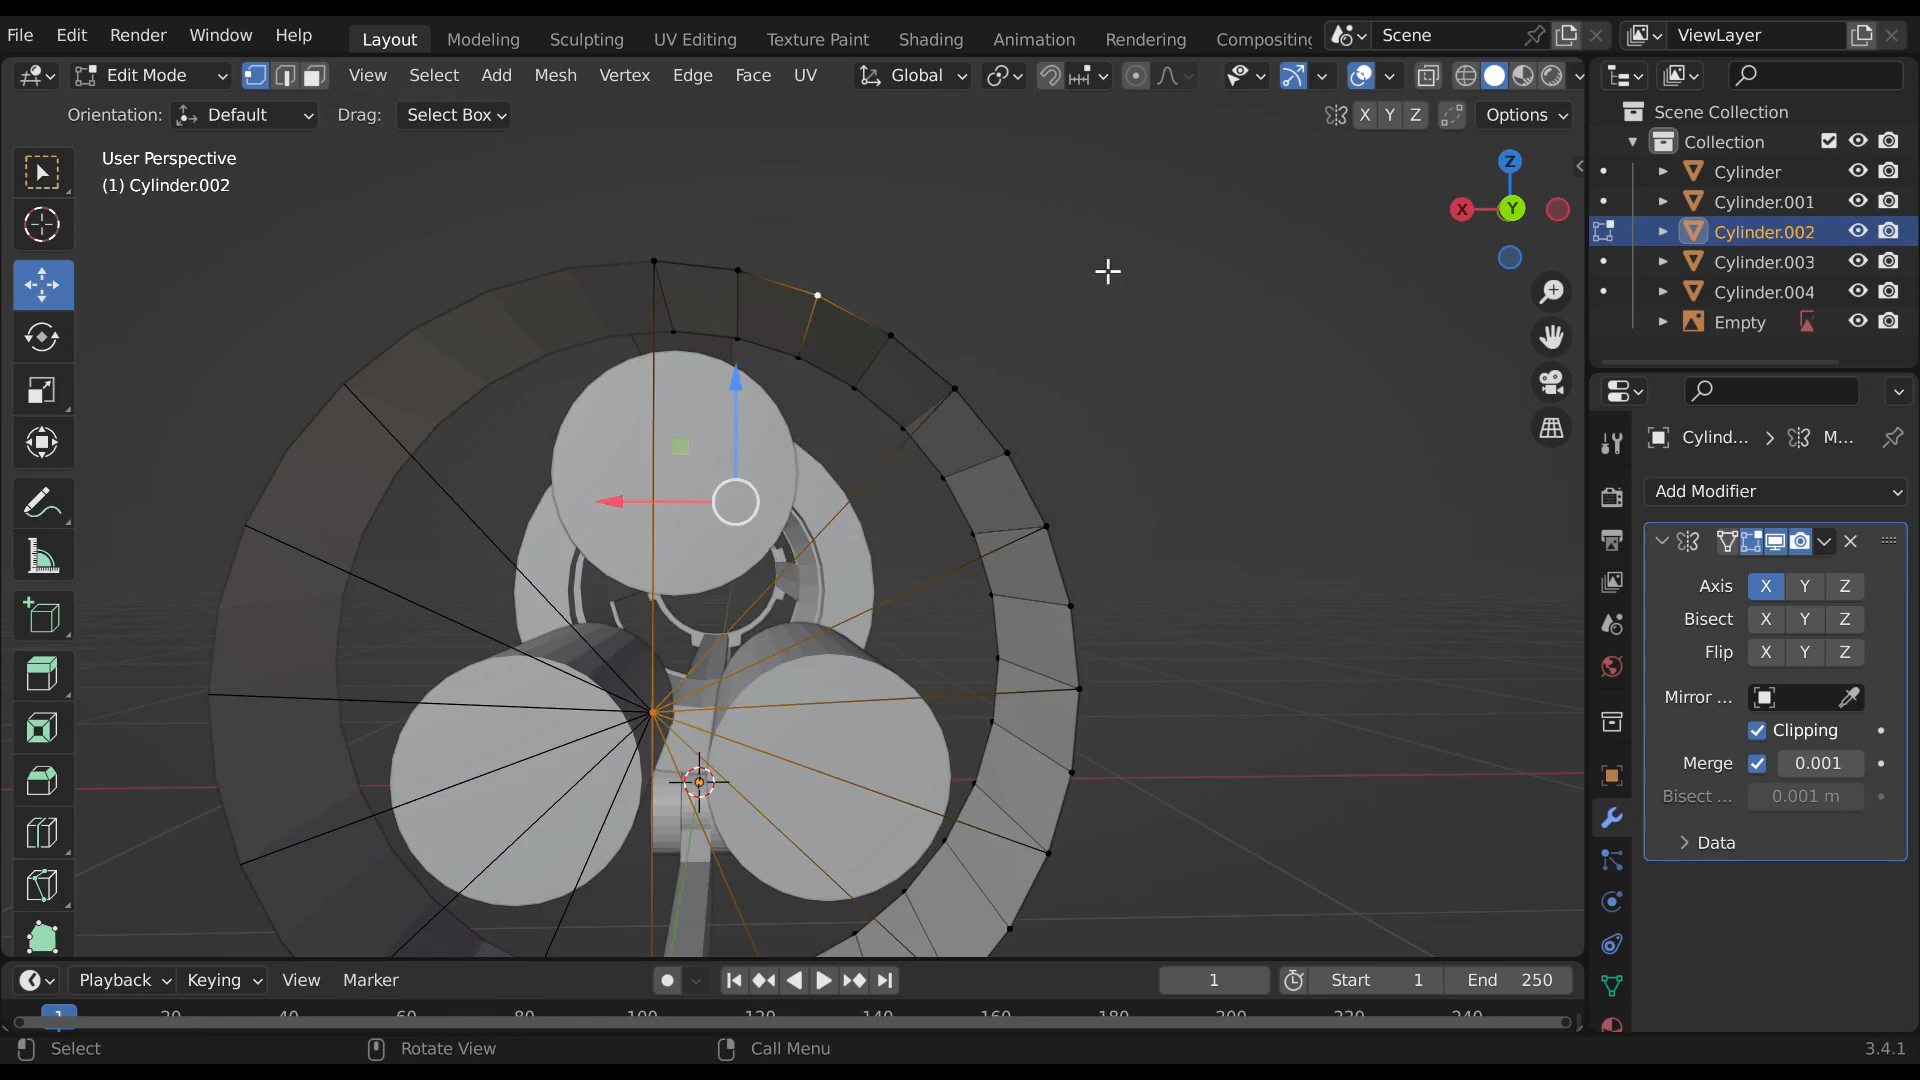 File Edit Render Window Help Layout Modeling Sculpting UV Editing Texture Paint Shading Animation Rendering Compositing Scene ViewLayer
Edit Mode View Select Add Mesh Vertex Edge Face UV Global
Orientation: Default Drag: Select Box X Y Z Options
User Perspective
(1) Cylinder.002
Z
X Y
Scene Collection
Collection
Cylinder
Cylinder.001
Cylinder.002
Cylinder.003
Cylinder.004
Empty
Cylind... M...
Add Modifier
Axis X Y Z
Bisect X Y Z
Flip X Y Z
Mirror ...
Clipping
Merge 0.001
Bisect ... 0.001 m
Data
Playback Keying View Marker 1 Start 1 End 250
1 20 40 60 80 100 120 140 160 180 200 220 240
Select Rotate View Call Menu 3.4.1